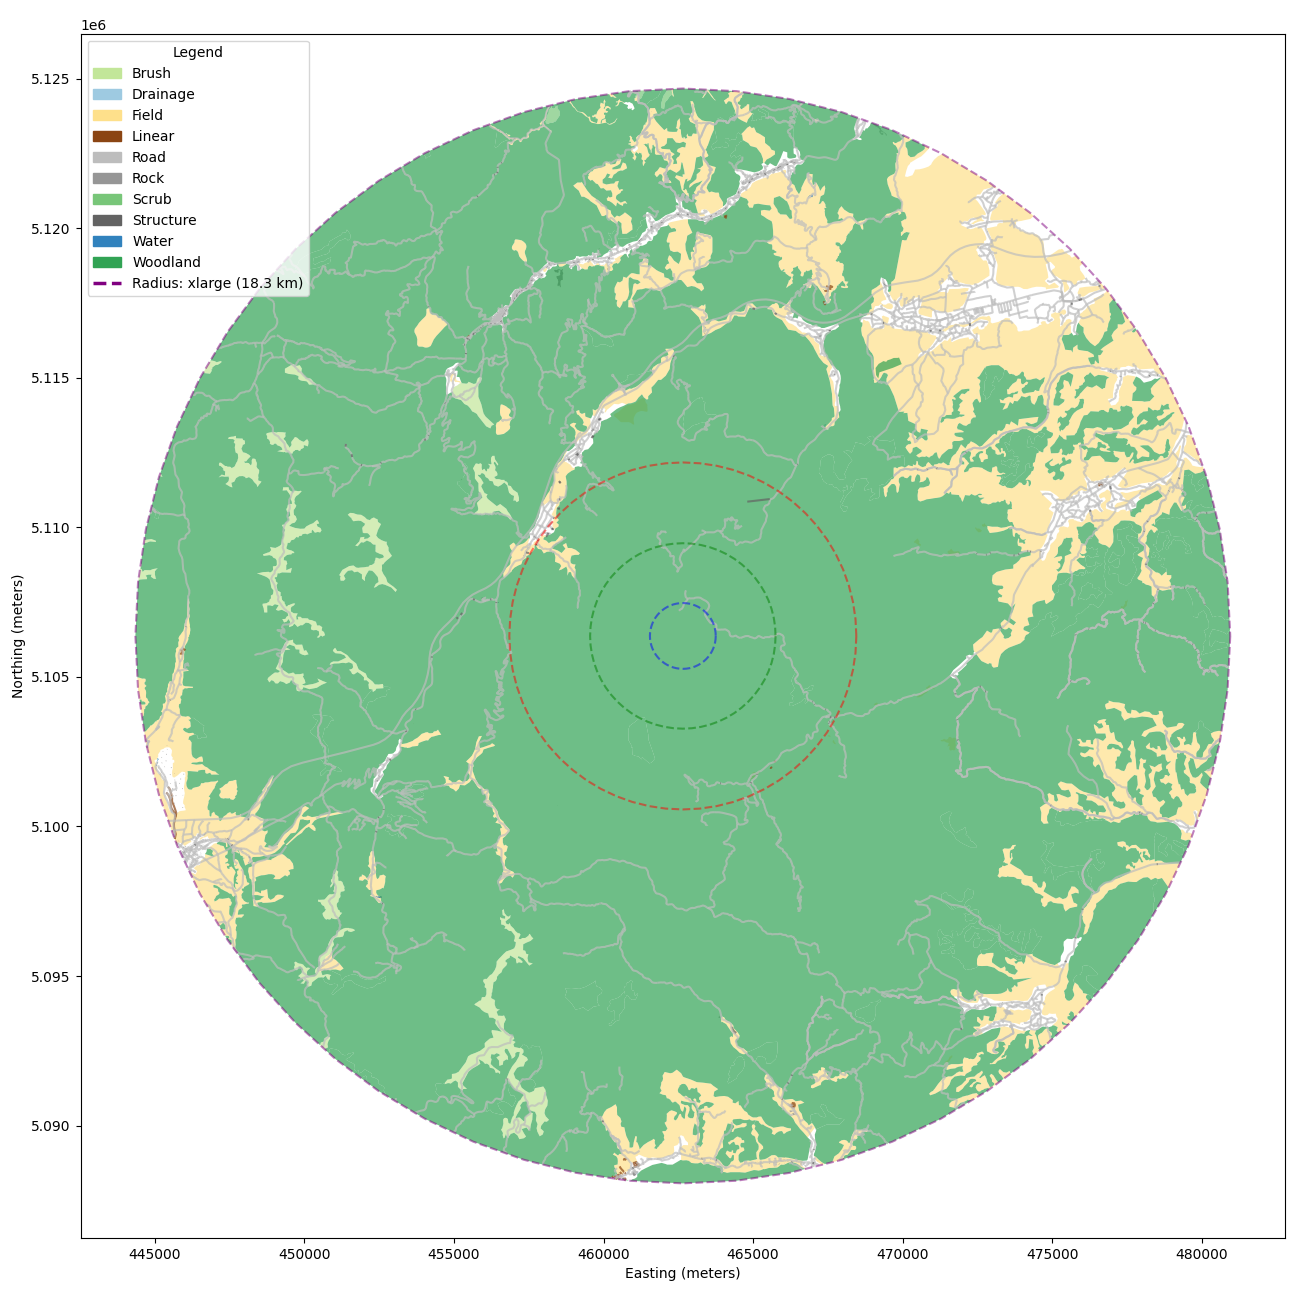 1e6
Legend
Brush
Drainage
Field
Linear
Road
Rock
Scrub
Structure
Water
Woodland
Radius: xlarge (18.3 km)
5.125
5.120
5.115
5.110
5.105
5.100
5.095
5.090
Northing (meters)
445000 450000 455000 460000 465000 470000 475000 480000
Easting (meters)